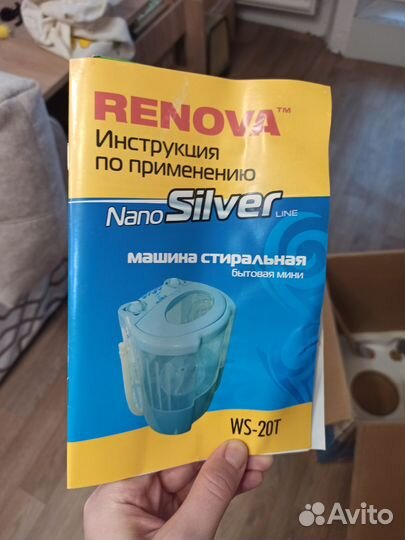 RENOVA™
Инструкция
по применению
Nano Silver LINE
машина стиральная
бытовая мини
WS-20T
Avito